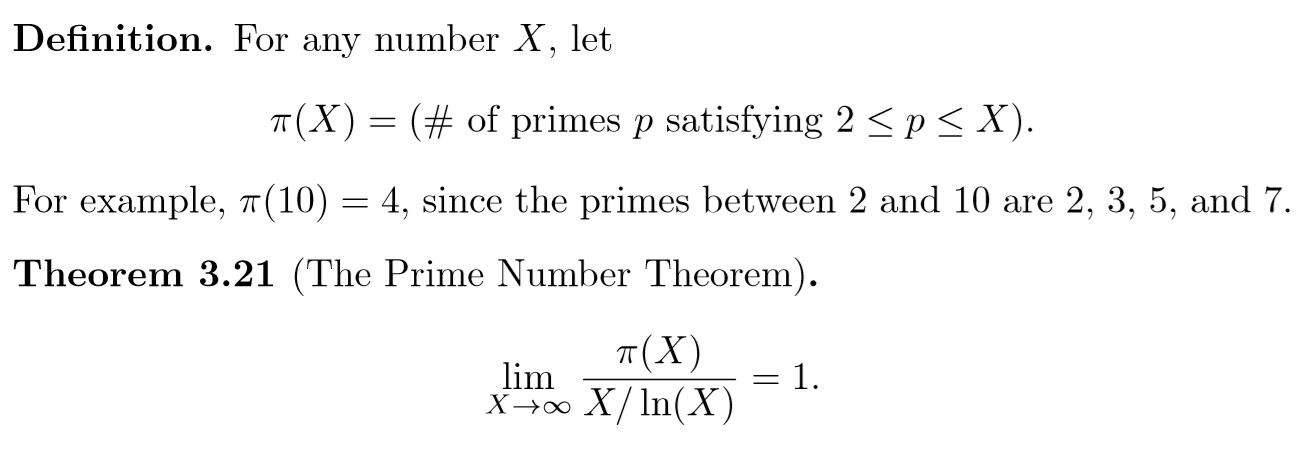 Definition. For any number X, let
π(X) = (# of primes p satisfying 2 ≤ p ≤ X).
For example, π(10) = 4, since the primes between 2 and 10 are 2, 3, 5, and 7.
Theorem 3.21 (The Prime Number Theorem).
lim_{X→∞} π(X) / (X/ ln(X)) = 1.